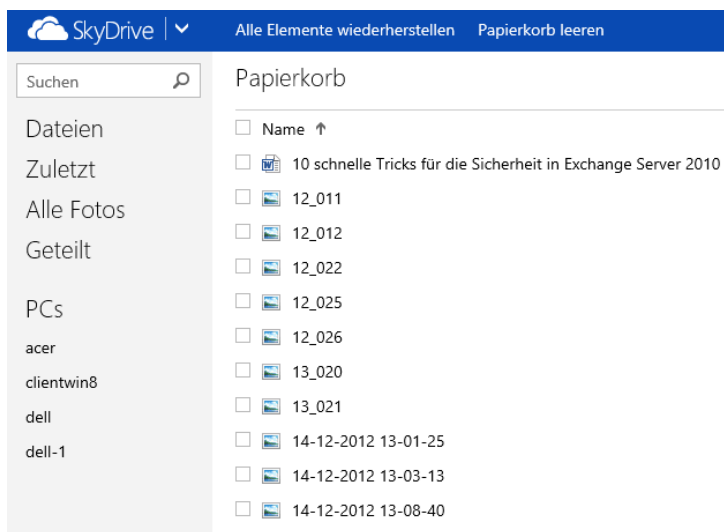 SkyDrive
Alle Elemente wiederherstellen Papierkorb leeren
Suchen
Dateien
Zuletzt
Alle Fotos
Geteilt
PCs
acer
clientwin8
dell
dell-1
Papierkorb
Name
10 schnelle Tricks für die Sicherheit in Exchange Server 2010
12_011
12_012
12_022
12_025
12_026
13_020
13_021
14-12-2012 13-01-25
14-12-2012 13-03-13
14-12-2012 13-08-40